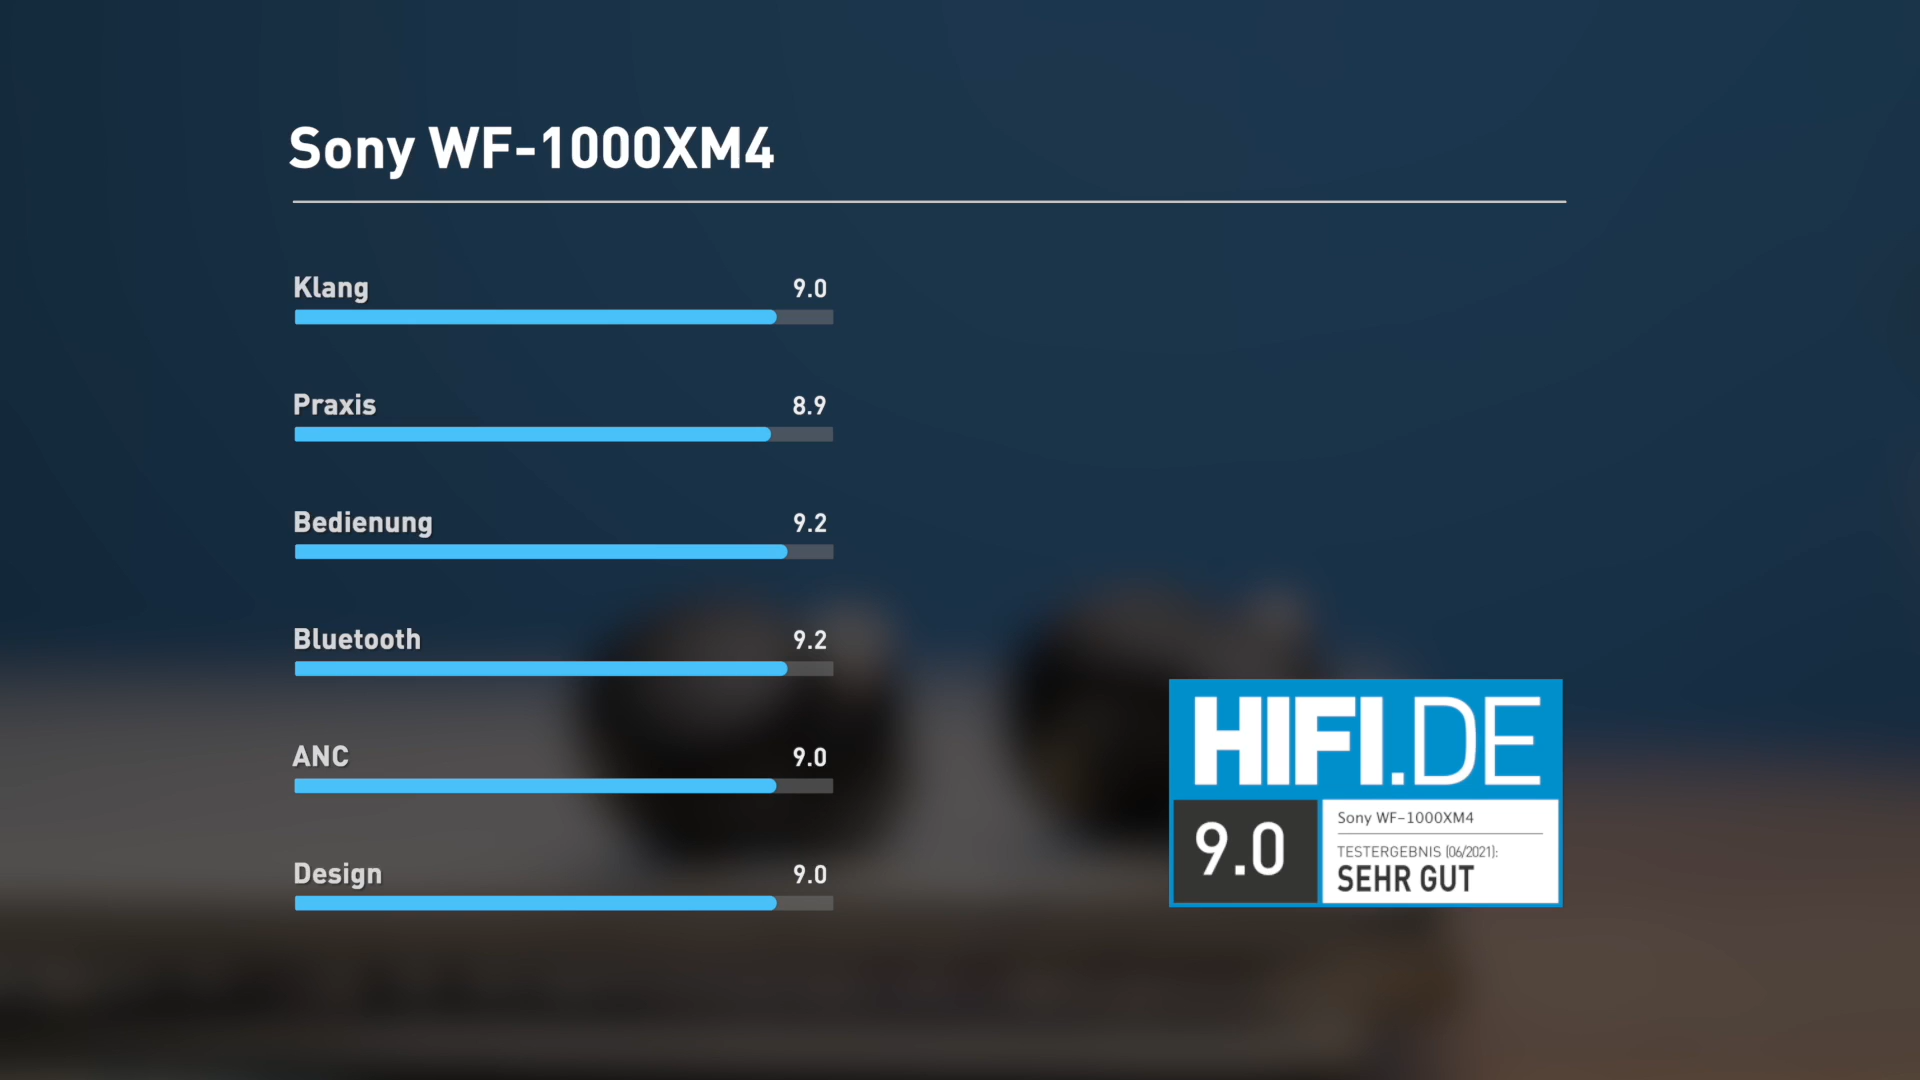 Sony WF-1000XM4
Klang 9.0
Praxis 8.9
Bedienung 9.2
Bluetooth 9.2
ANC 9.0
Design 9.0
HIFI.DE
9.0
Sony WF-1000XM4
TESTERGEBNIS (06/2021):
SEHR GUT